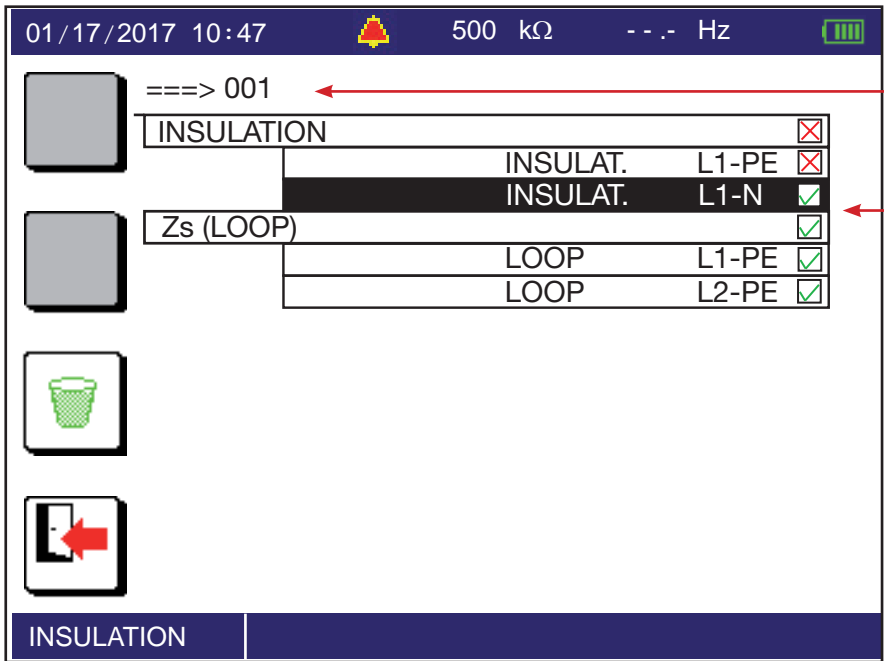 01/17/2017 10:47 500 kΩ - - .- Hz
===> 001
INSULATION
INSULAT. L1-PE
INSULAT. L1-N
Zs (LOOP)
LOOP L1-PE
LOOP L2-PE
INSULATION